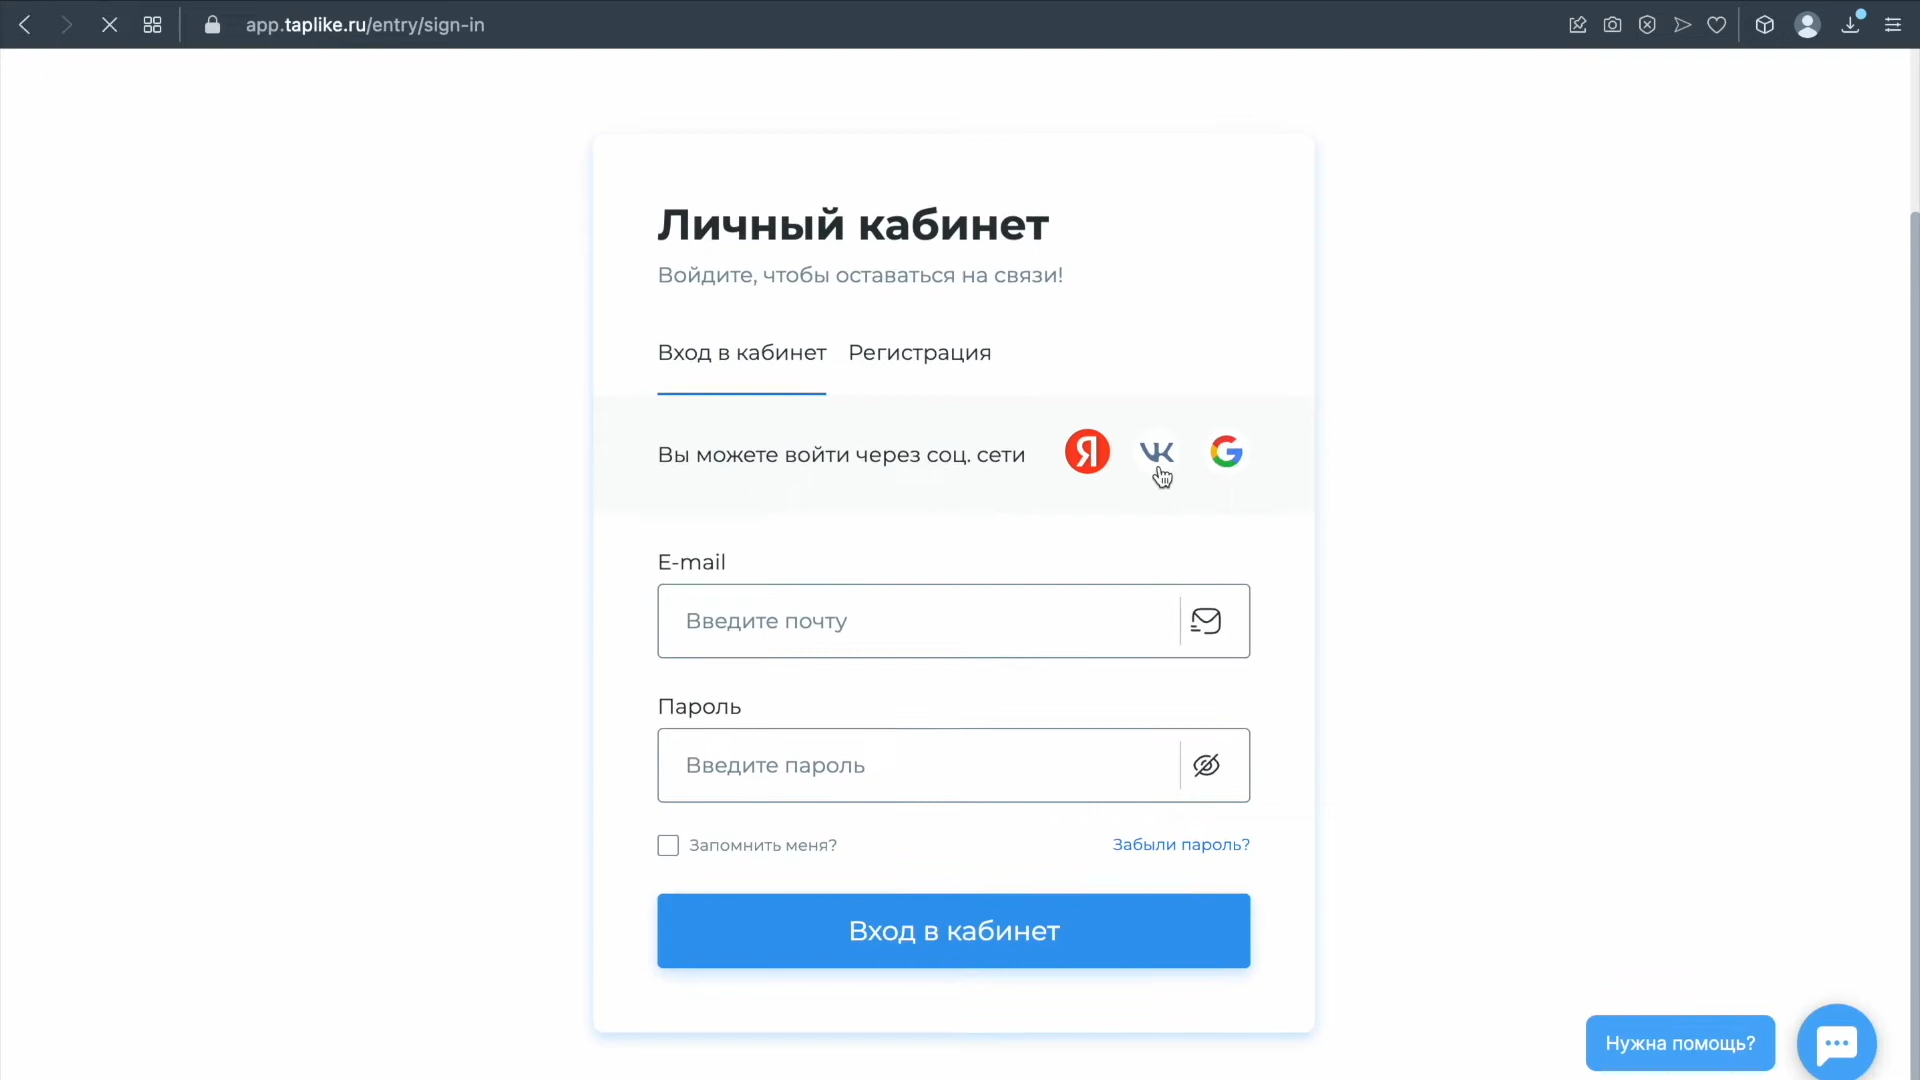 app.taplike.ru/entry/sign-in
Личный кабинет
Войдите, чтобы оставаться на связи!
Вход в кабинет Регистрация
Вы можете войти через соц. сети Я VK G
E-mail
Введите почту
Пароль
Введите пароль
Запомнить меня? Забыли пароль?
Вход в кабинет
Нужна помощь?